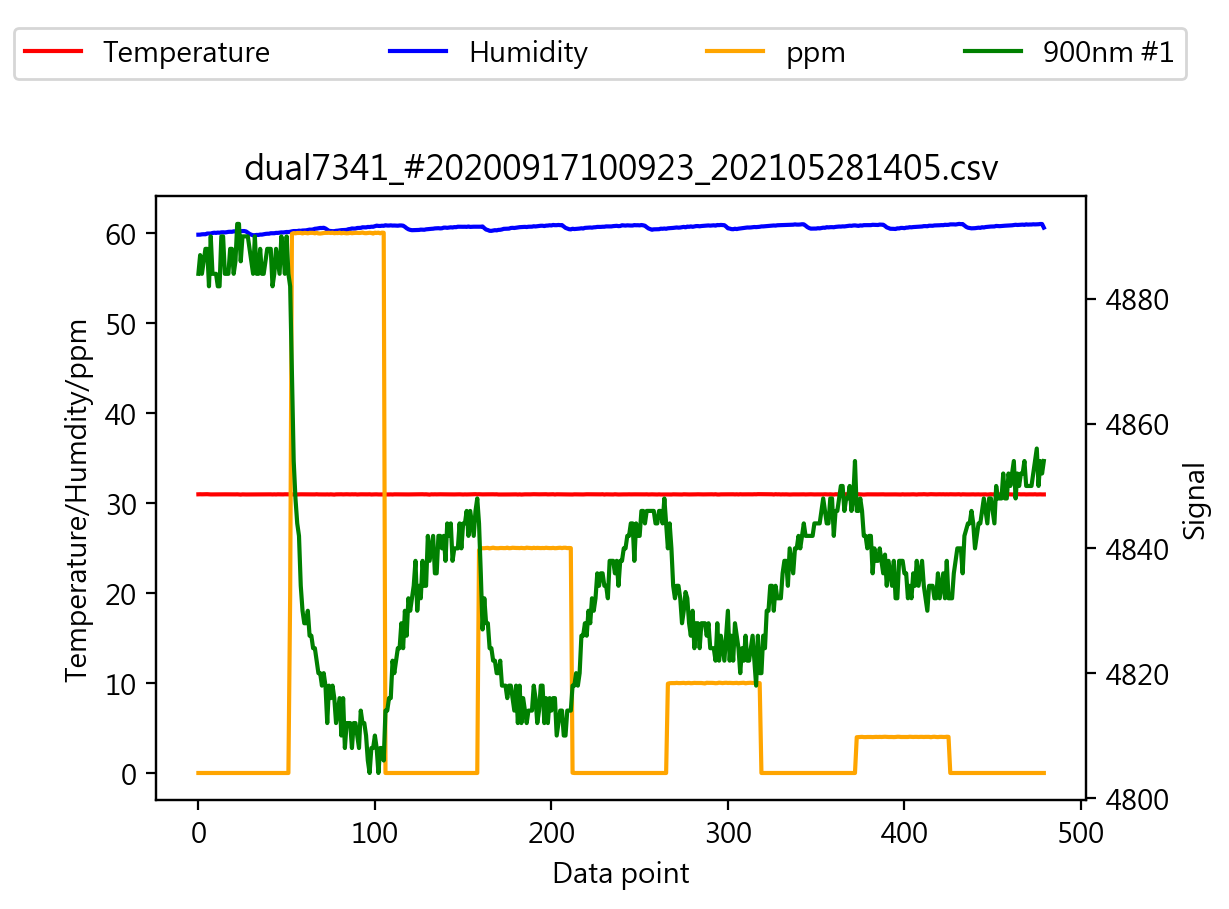 Temperature Humidity ppm 900nm #1
dual7341_#20200917100923_202105281405.csv
Temperature/Humdity/ppm
60
50
40
30
20
10
0
4880
4860
4840
4820
4800
Signal
0 100 200 300 400 500
Data point